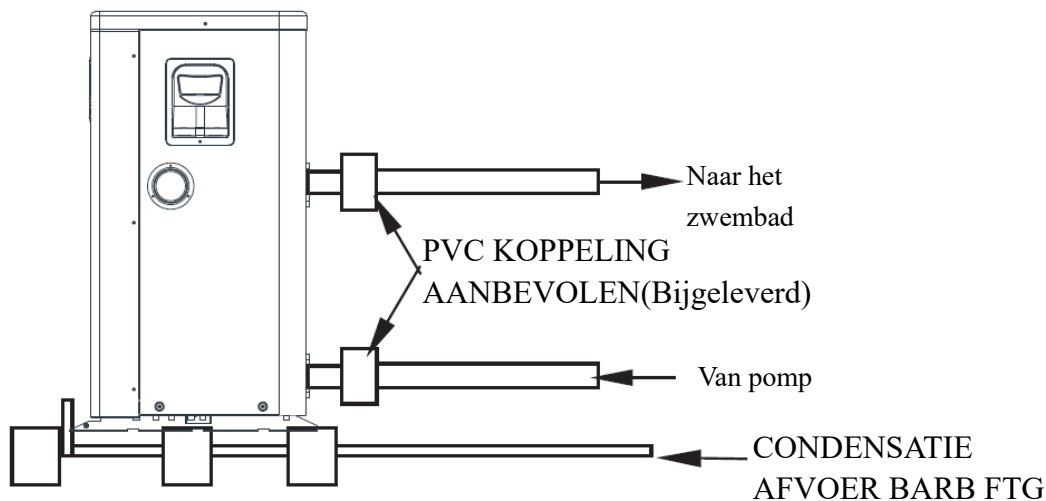 Naar het
zwembad
PVC KOPPELING
AANBEVOLEN(Bijgeleverd)
Van pomp
CONDENSATIE
AFVOER BARB FTG